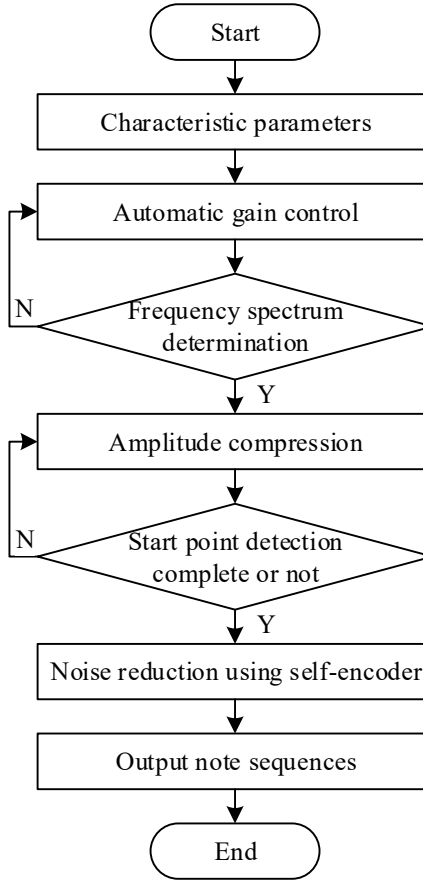 Start
Characteristic parameters
Automatic gain control
Frequency spectrum
determination
N
Y
Amplitude compression
Start point detection
complete or not
N
Y
Noise reduction using self-encoder
Output note sequences
End